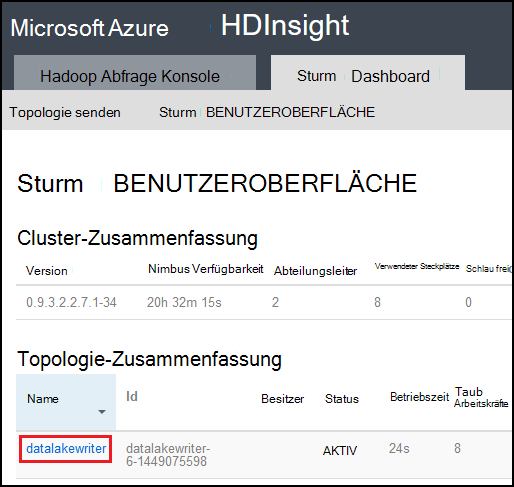 Microsoft Azure HDInsight
Hadoop Abfrage Konsole Sturm Dashboard
Topologie senden Sturm BENUTZEROBERFLÄCHE
Sturm BENUTZEROBERFLÄCHE
Cluster-Zusammenfassung
Version Nimbus Verfügbarkeit Abteilungsleiter Verwendeter Steckplätze Schlau frei
0.9.3.2.2.7.1-34 20h 32m 15s 2 8 0
Topologie-Zusammenfassung
Name Id Besitzer Status Betriebszeit Taub
Arbeitskräfte
datalakewriter datalakewriter- AKTIV 24s 8
6-1449075598